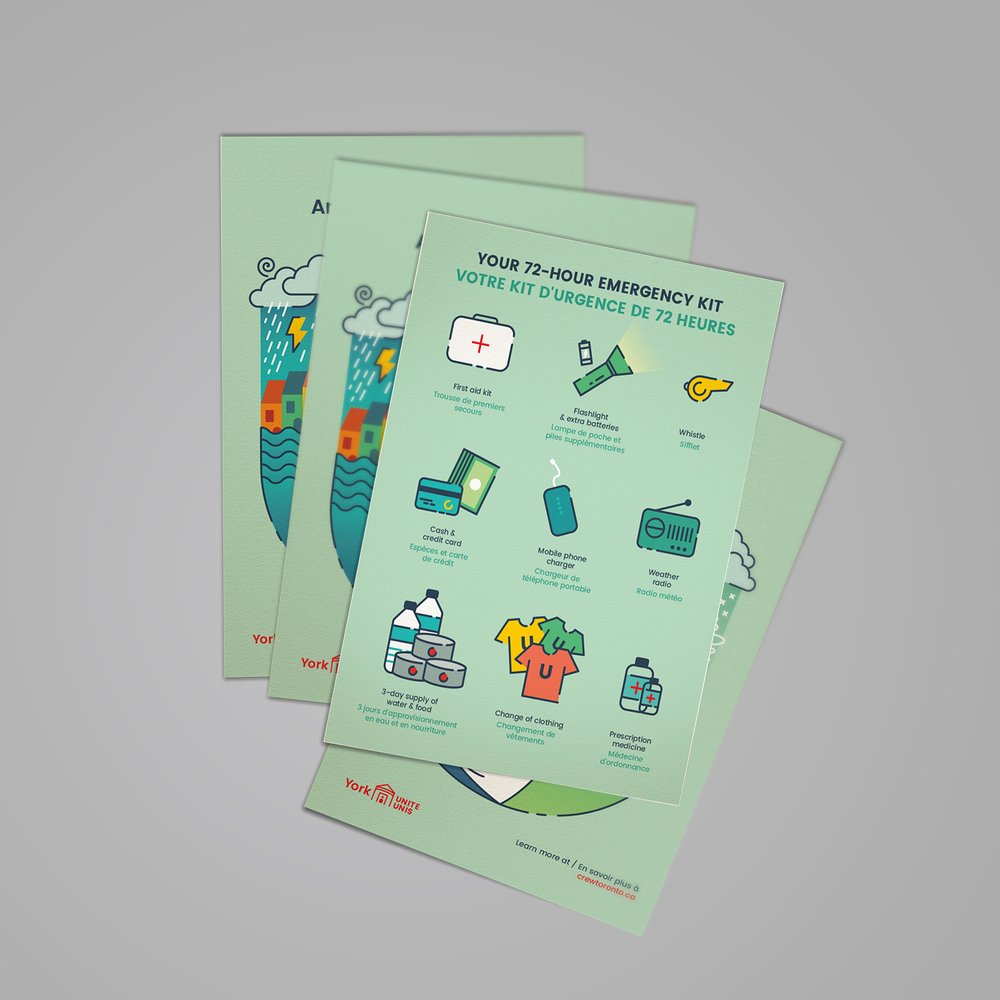 YOUR 72-HOUR EMERGENCY KIT
VOTRE KIT D'URGENCE DE 72 HEURES
First aid kit
Trousse de premiers
secours
Flashlight
& extra batteries
Lampe de poche et
piles supplémentaires
Whistle
Sifflet
Cash &
credit card
Espèces et carte
de crédit
Mobile phone
charger
Chargeur de
téléphone portable
Weather
radio
Radio météo
3-day supply of
water & food
3 jours d'approvisionnement
en eau et en nourriture
U
U
U
Change of clothing
Changement de
vêtements
Prescription
medicine
Médecine
d'ordonnance
York
York
York
UNITE
UNIS
Learn more at / En savoir plus à
crewtoronto.ca